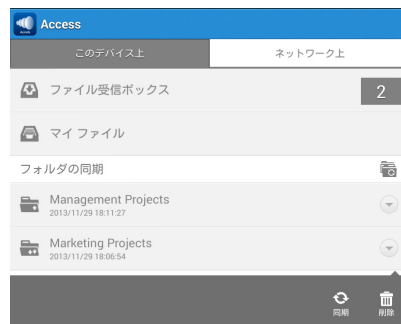 Access
このデバイス上
ネットワーク上
ファイル受信ボックス
2
マイ ファイル
フォルダの同期
Management Projects
2013/11/29 18:11:27
Marketing Projects
2013/11/29 18:06:54
同期
削除